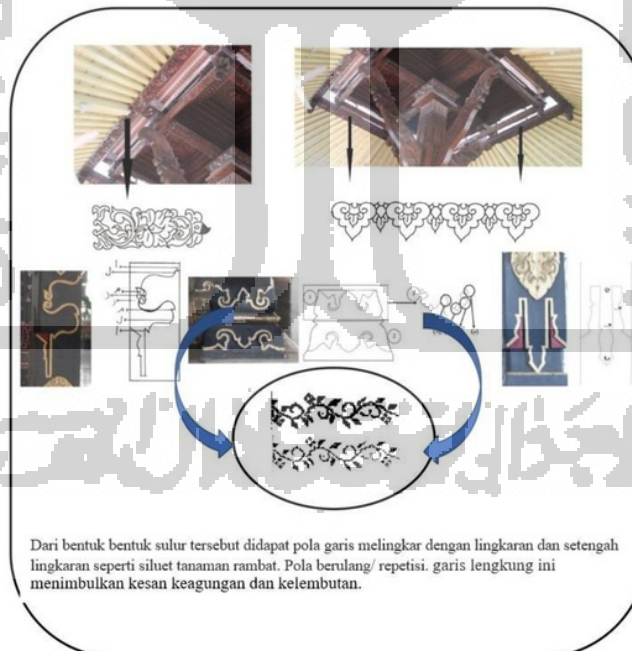 Dari bentuk bentuk sulur tersebut didapat pola garis melingkar dengan lingkaran dan setengah
lingkaran seperti siluet tanaman rambat. Pola berulang/ repetisi. garis lengkung ini
menimbulkan kesan keagungan dan kelembutan.